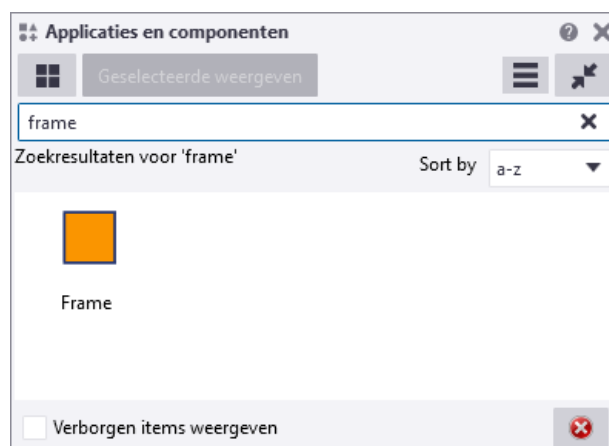 Applicaties en componenten
Geselecteerde weergeven
frame
Zoekresultaten voor 'frame'
Sort by a-z
Frame
Verborgen items weergeven